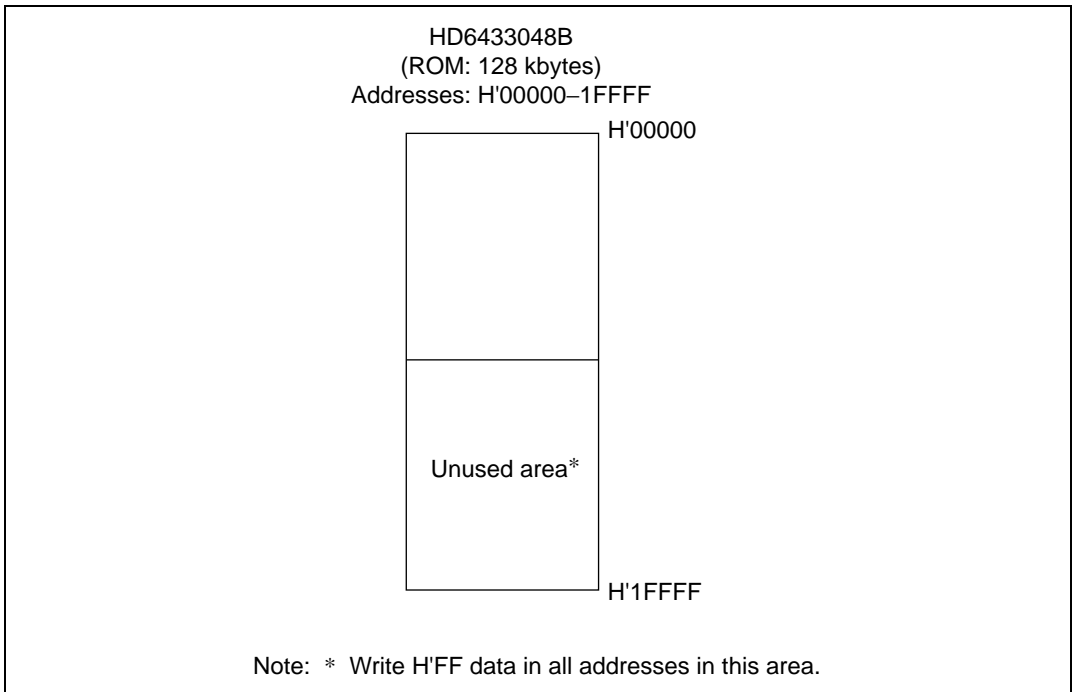 HD6433048B
(ROM: 128 kbytes)
Addresses: H'00000–1FFFF
H'00000
Unused area*
H'1FFFF
Note: * Write H'FF data in all addresses in this area.